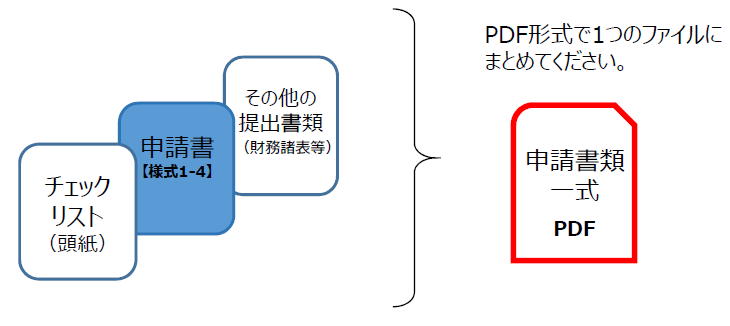 チェック
リスト
（頭紙）
申請書
【様式1-4】
その他の
提出書類
（財務諸表等）
PDF形式で1つのファイルに
まとめてください。
申請書類
一式
PDF